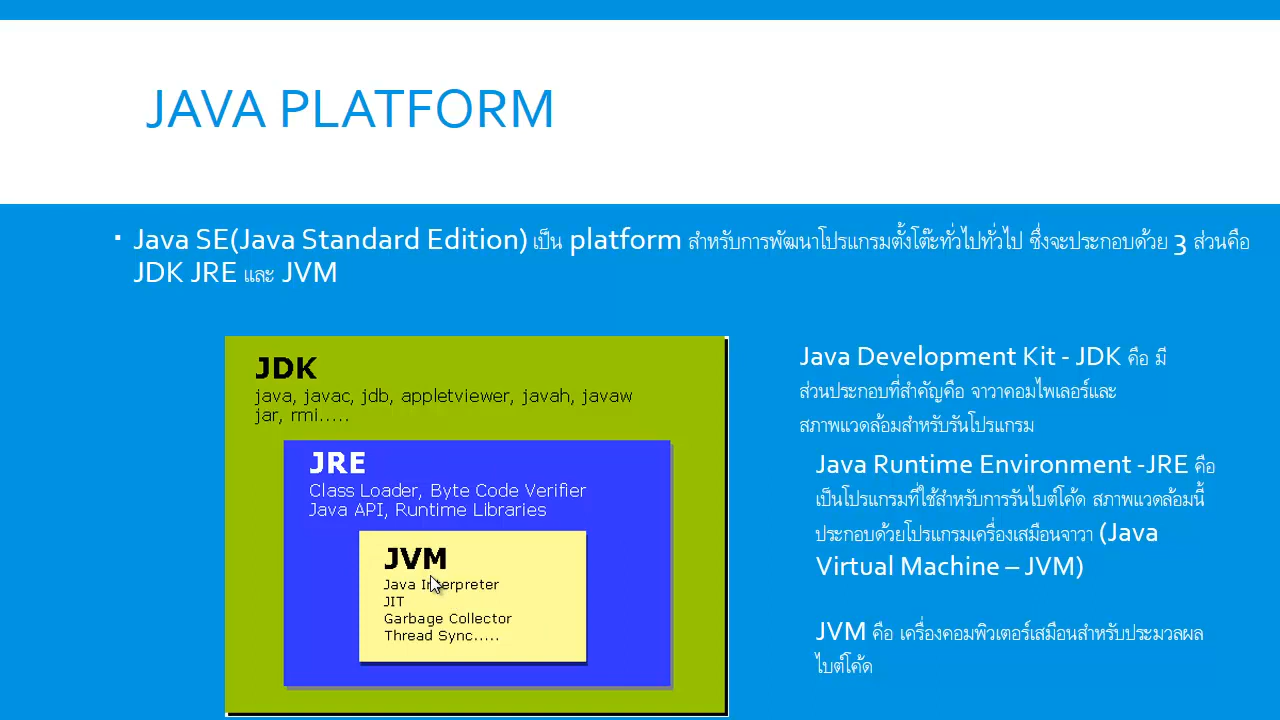 JAVA PLATFORM
▪ Java SE(Java Standard Edition) เป็น platform สำหรับการพัฒนาโปรแกรมตั้งโต๊ะทั่วไปทั่วไป ซึ่งจะประกอบด้วย 3 ส่วนคือ
JDK JRE และ JVM
JDK
java, javac, jdb, appletviewer, javah, javaw
jar, rmi.....
JRE
Class Loader, Byte Code Verifier
Java API, Runtime Libraries
JVM
Java Interpreter
JIT
Garbage Collector
Thread Sync.....
Java Development Kit - JDK คือ มี
ส่วนประกอบที่สำคัญคือ จาวาคอมไพเลอร์และ
สภาพแวดล้อมสำหรับรันโปรแกรม
Java Runtime Environment -JRE คือ
เป็นโปรแกรมที่ใช้สำหรับการรันไบต์โค้ด สภาพแวดล้อมนี้
ประกอบด้วยโปรแกรมเครื่องเสมือนจาวา (Java
Virtual Machine – JVM)
JVM คือ เครื่องคอมพิวเตอร์เสมือนสำหรับประมวลผล
ไบต์โค้ด